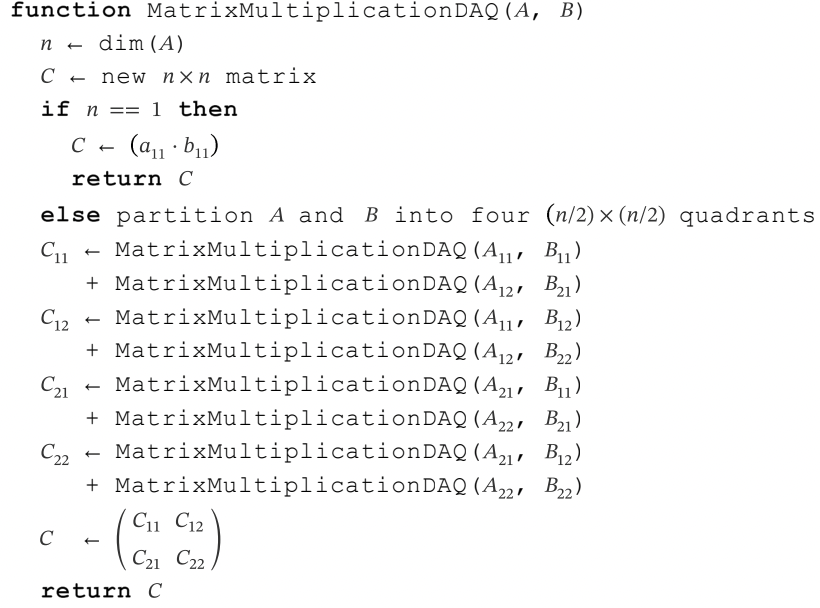 function MatrixMultiplicationDAQ(A, B)
n ← dim(A)
C ← new n×n matrix
if n == 1 then
C ← (a₁₁ · b₁₁)
return C
else partition A and B into four (n/2)×(n/2) quadrants
C₁₁ ← MatrixMultiplicationDAQ(A₁₁, B₁₁)
+ MatrixMultiplicationDAQ(A₁₂, B₂₁)
C₁₂ ← MatrixMultiplicationDAQ(A₁₁, B₁₂)
+ MatrixMultiplicationDAQ(A₁₂, B₂₂)
C₂₁ ← MatrixMultiplicationDAQ(A₂₁, B₁₁)
+ MatrixMultiplicationDAQ(A₂₂, B₂₁)
C₂₂ ← MatrixMultiplicationDAQ(A₂₁, B₁₂)
+ MatrixMultiplicationDAQ(A₂₂, B₂₂)
C ← (C₁₁ C₁₂
C₂₁ C₂₂)
return C